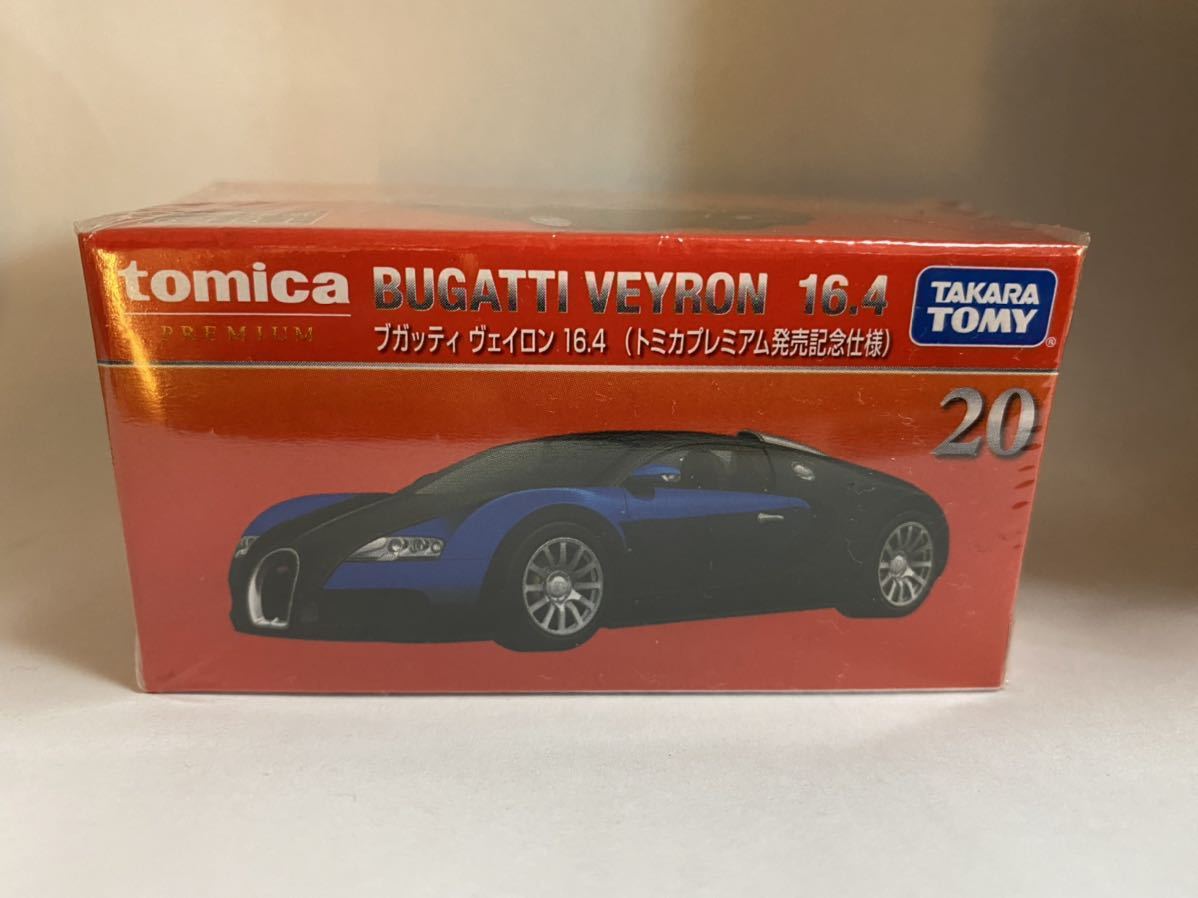 tomica
PREMIUM
BUGATTI VEYRON 16.4
ブガッティ ヴェイロン 16.4 (トミカプレミアム発売記念仕様)
TAKARA
TOMY
®
20